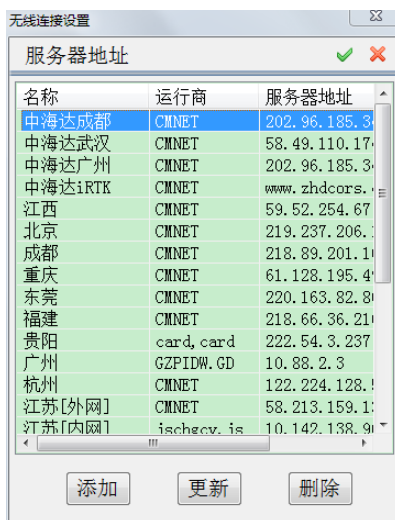 无线连接设置
服务器地址
名称 运行商 服务器地址
中海达成都 CMNET 202.96.185.3
中海达武汉 CMNET 58.49.110.17
中海达广州 CMNET 202.96.185.3
中海达iRTK CMNET www.zhdcors.
江西 CMNET 59.52.254.67
北京 CMNET 219.237.206.
成都 CMNET 218.89.201.1
重庆 CMNET 61.128.195.4
东莞 CMNET 220.163.82.8
福建 CMNET 218.66.36.21
贵阳 card,card 222.54.3.237
广州 GZPIDW.GD 10.88.2.3
杭州 CMNET 122.224.128.
江苏[外网] CMNET 58.213.159.1
江苏[内网] jschgcv.js 10.142.138.9
添加 更新 删除